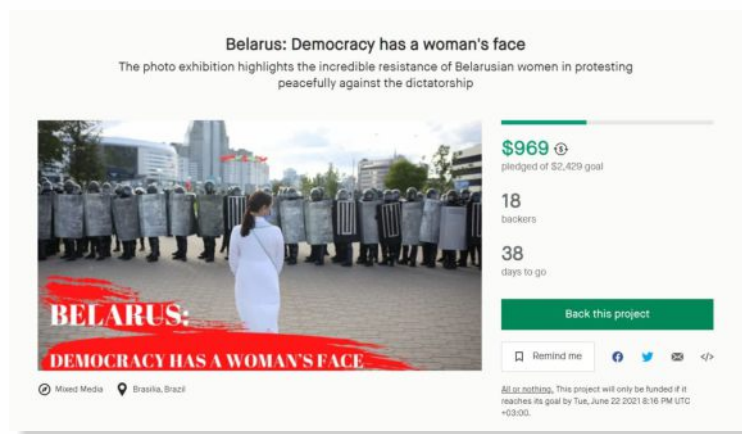 Belarus: Democracy has a woman's face
The photo exhibition highlights the incredible resistance of Belarusian women in protesting
peacefully against the dictatorship
$969
pledged of $2,429 goal
18
backers
38
days to go
Back this project
Remind me
BELARUS:
DEMOCRACY HAS A WOMAN'S FACE
Mixed Media Brasilia, Brazil
All or nothing. This project will only be funded if it
reaches its goal by Tue, June 22 2021 8:16 PM UTC
+03:00.